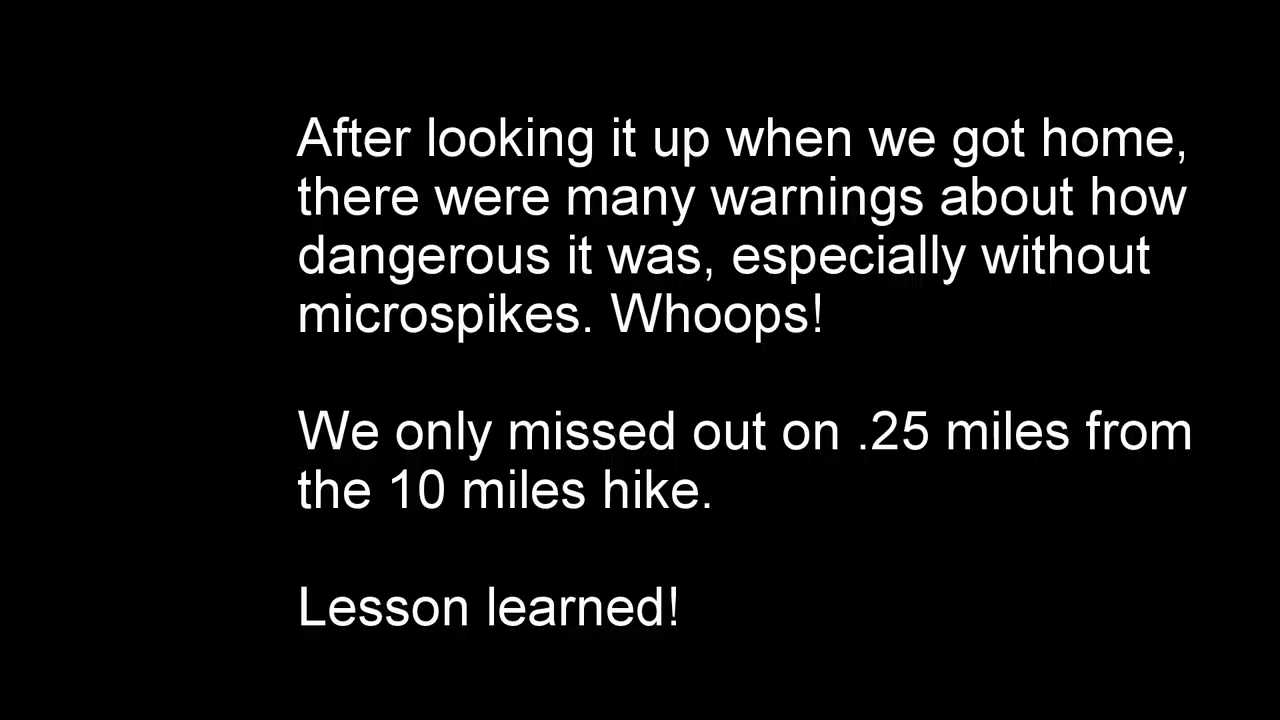 After looking it up when we got home,
there were many warnings about how
dangerous it was, especially without
microspikes. Whoops!
We only missed out on .25 miles from
the 10 miles hike.
Lesson learned!